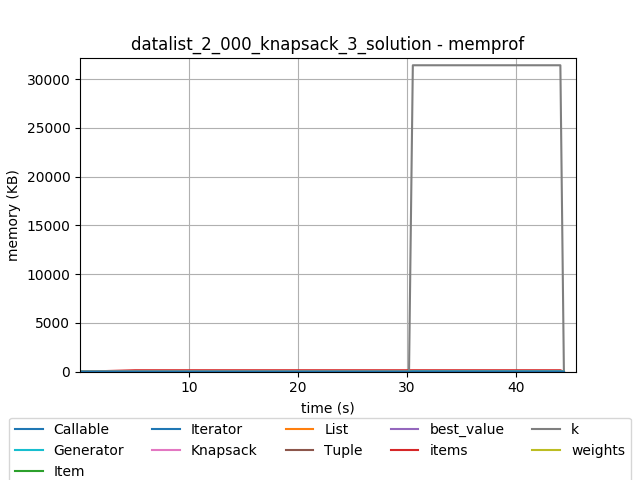 datalist_2_000_knapsack_3_solution - memprof
30000
25000
20000
15000
10000
5000
0
memory (KB)
10 20 30 40
time (s)
Callable Iterator List best_value k
Generator Knapsack Tuple items weights
Item